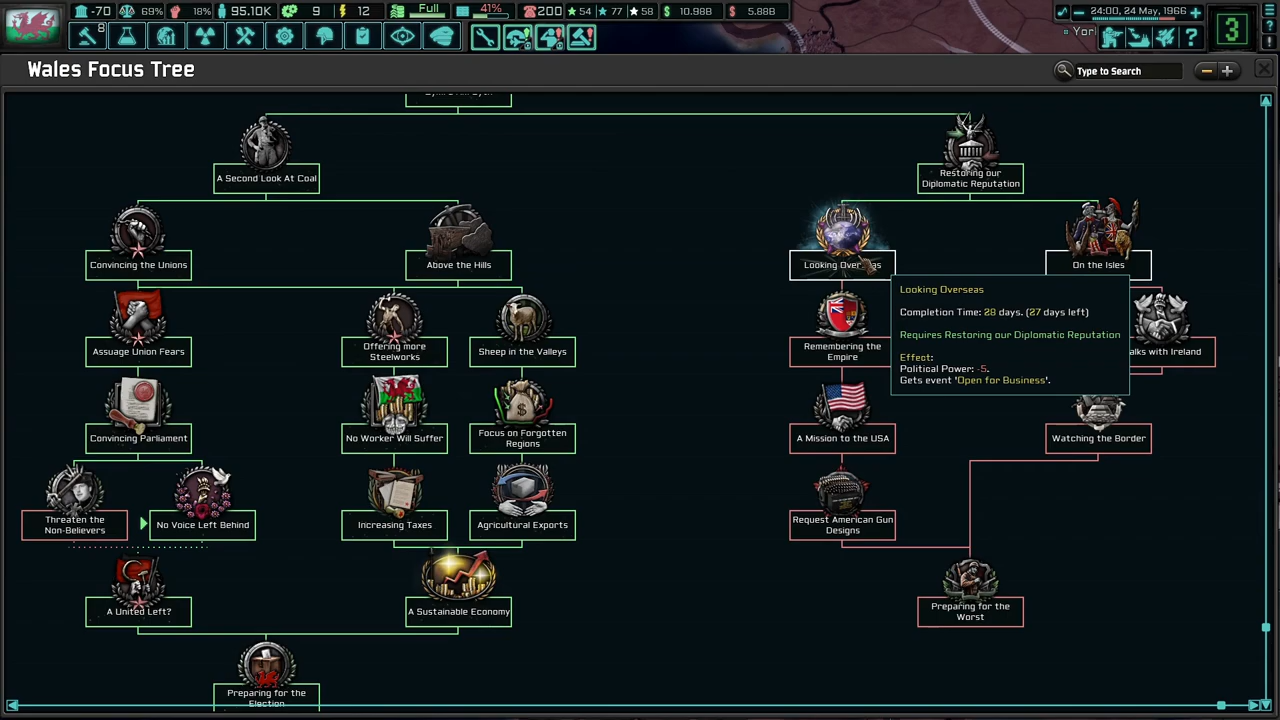 -70 69% 18% 95.10K 9 12 Full 41% 200 54 77 58 $ 10.98B $ 5.88B
24:00, 24 May, 1966
8
Yor
?
3
Wales Focus Tree
Type to Search
A Second Look At Coal
Restoring our
Diplomatic Reputation
Convincing the Unions
Above the Hills
Looking Overseas
On the Isles
Looking Overseas
Completion Time: 28 days. (27 days left)
Requires Restoring our Diplomatic Reputation
Effect:
Political Power: -5.
Gets event 'Open for Business'.
Assuage Union Fears
Offering more
Steelworks
Sheep in the Valleys
Remembering the
Empire
alks with Ireland
Convincing Parliament
No Worker Will Suffer
Focus on Forgotten
Regions
A Mission to the USA
Watching the Border
Threaten the
Non-Believers
No Voice Left Behind
Increasing Taxes
Agricultural Exports
Request American Gun
Designs
A United Left?
A Sustainable Economy
Preparing for the
Worst
Preparing for the
Election